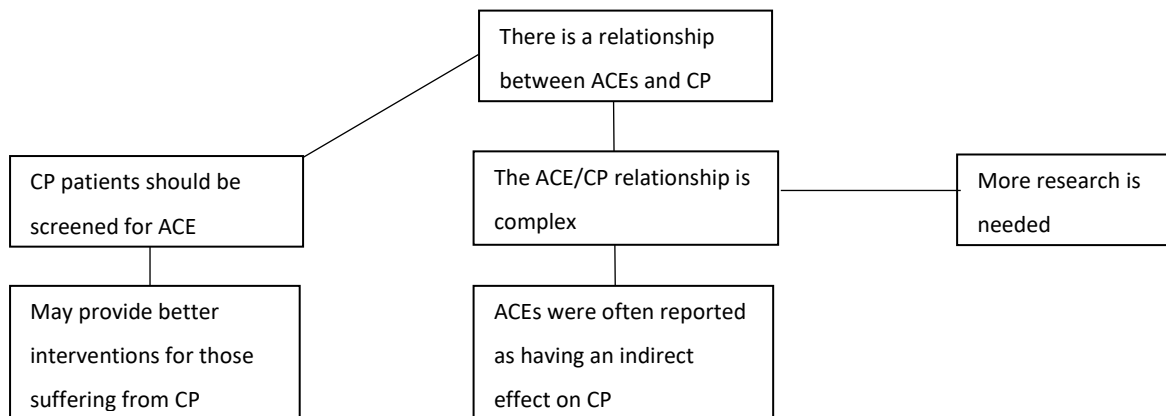 There is a relationship
between ACEs and CP
CP patients should be
screened for ACE
The ACE/CP relationship is
complex
More research is
needed
May provide better
interventions for those
suffering from CP
ACEs were often reported
as having an indirect
effect on CP